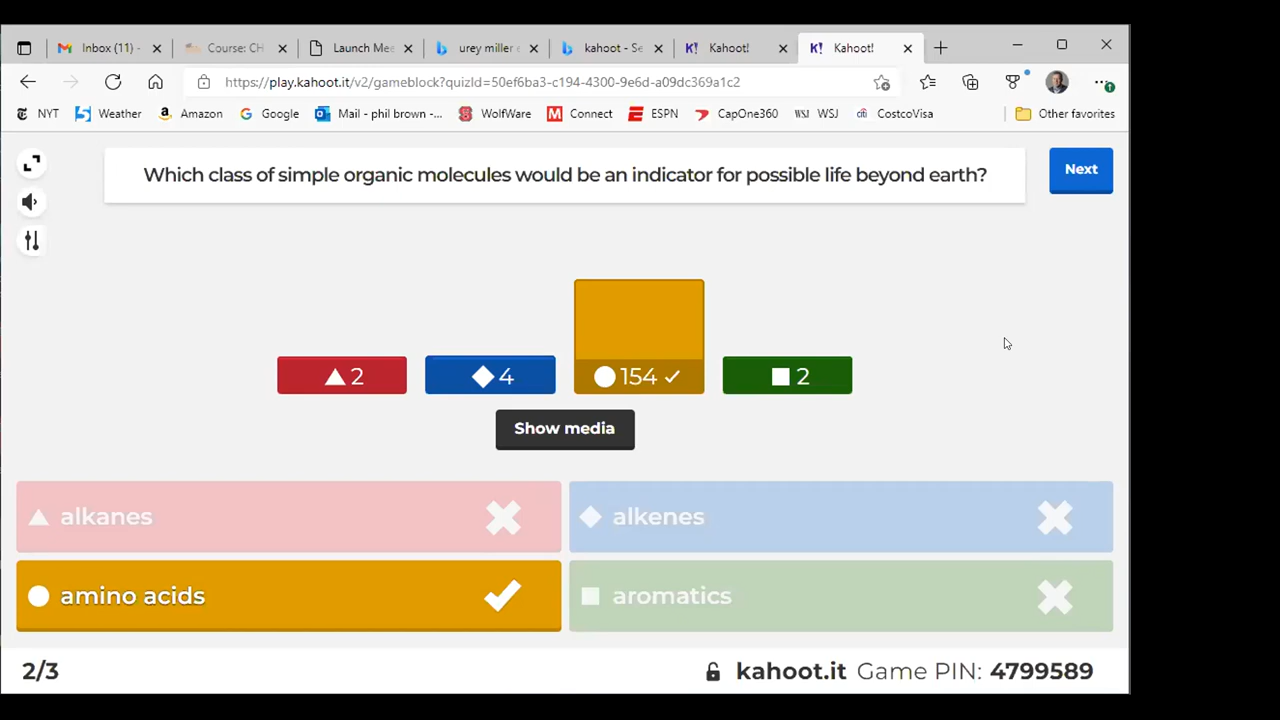 Inbox (11) -
Course: CH
Launch Mee
urey miller e
kahoot - Se
K! Kahoot!
K! Kahoot!
https://play.kahoot.it/v2/gameblock?quizId=50ef6ba3-c194-4300-9e6d-a09dc369a1c2
NYT
Weather
Amazon
Google
Mail - phil brown -...
WolfWare
Connect
ESPN
CapOne360
WSJ WSJ
citi CostcoVisa
Other favorites
Which class of simple organic molecules would be an indicator for possible life beyond earth?
Next
2
4
154
2
Show media
alkanes
alkenes
amino acids
aromatics
2/3
kahoot.it Game PIN: 4799589